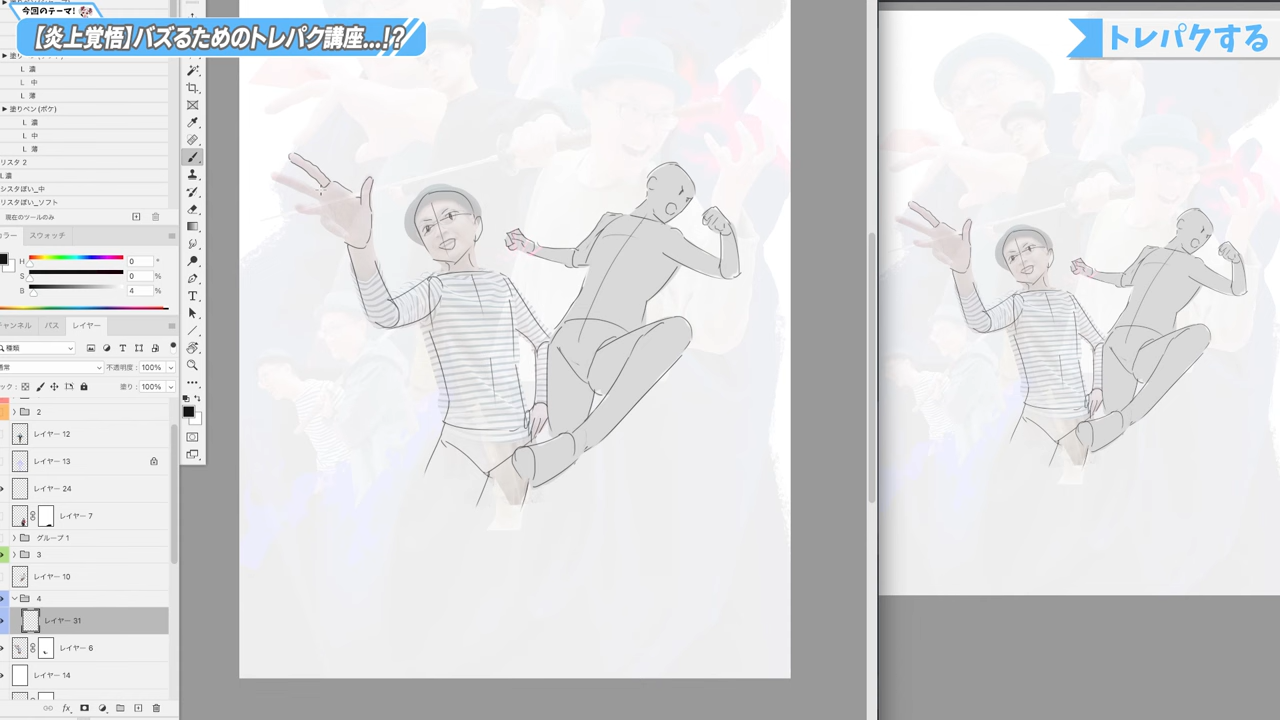 今回のテーマ!
【炎上覚悟】バズるためのトレパク講座...!?
トレパクする
L 濃
L 中
L 薄
▶ 塗りペン(ボケ)
L 濃
L 中
L 薄
リスタ 2
L濃
シスタぽい_中
リスタぽい_ソフト
現在のツールのみ
ラー スウォッチ
H 0 °
S 0 %
B 4 %
チャンネル パス レイヤー
種類
通常 不透明度: 100%
ック: 塗り: 100%
2
レイヤー 12
レイヤー 13
レイヤー 24
レイヤー 7
グループ 1
3
レイヤー 10
4
レイヤー 31
レイヤー 6
レイヤー 14
fx